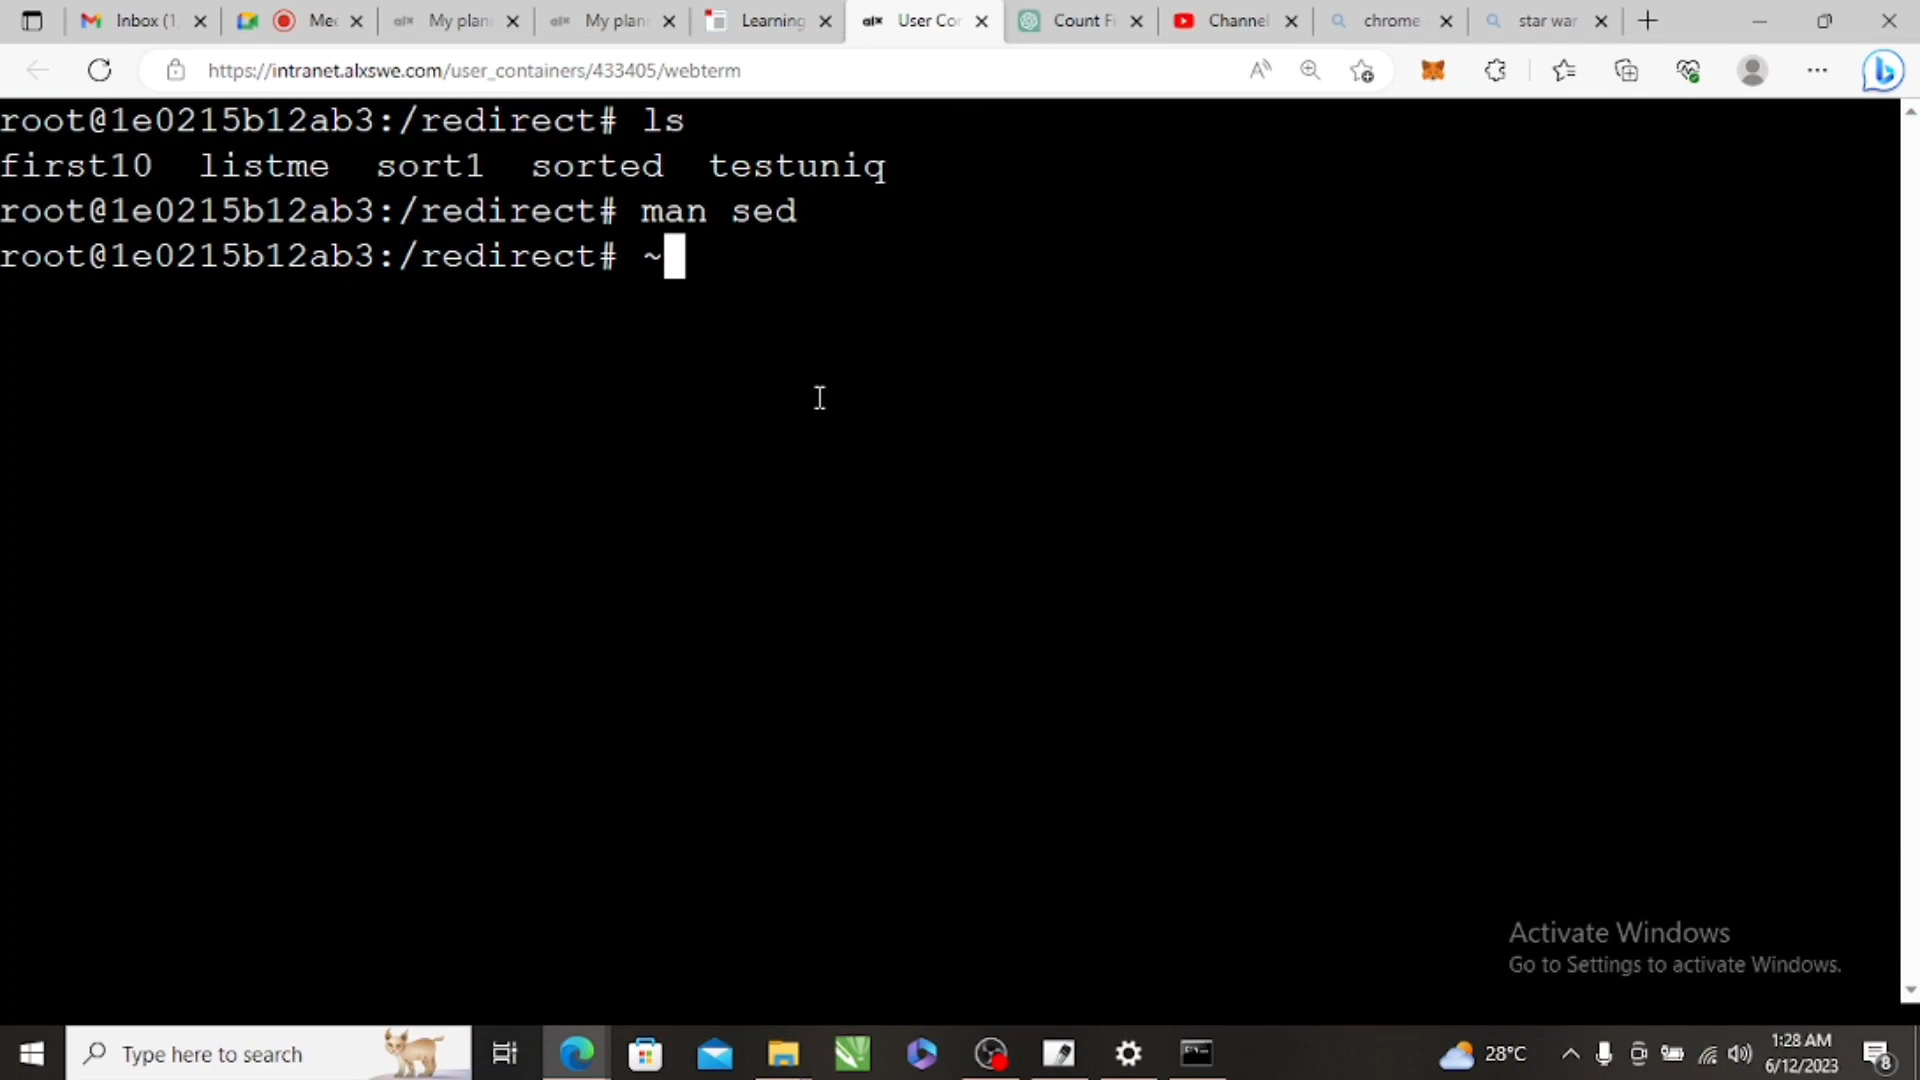 Inbox (1, Me My plan My plan Learning User Cor Count Fi Channel chrome star war
https://intranet.alxswe.com/user_containers/433405/webterm
root@1e0215b12ab3:/redirect# ls
first10 listme sort1 sorted testuniq
root@1e0215b12ab3:/redirect# man sed
root@1e0215b12ab3:/redirect# ~
Activate Windows
Go to Settings to activate Windows.
Type here to search
28°C
1:28 AM
6/12/2023
8